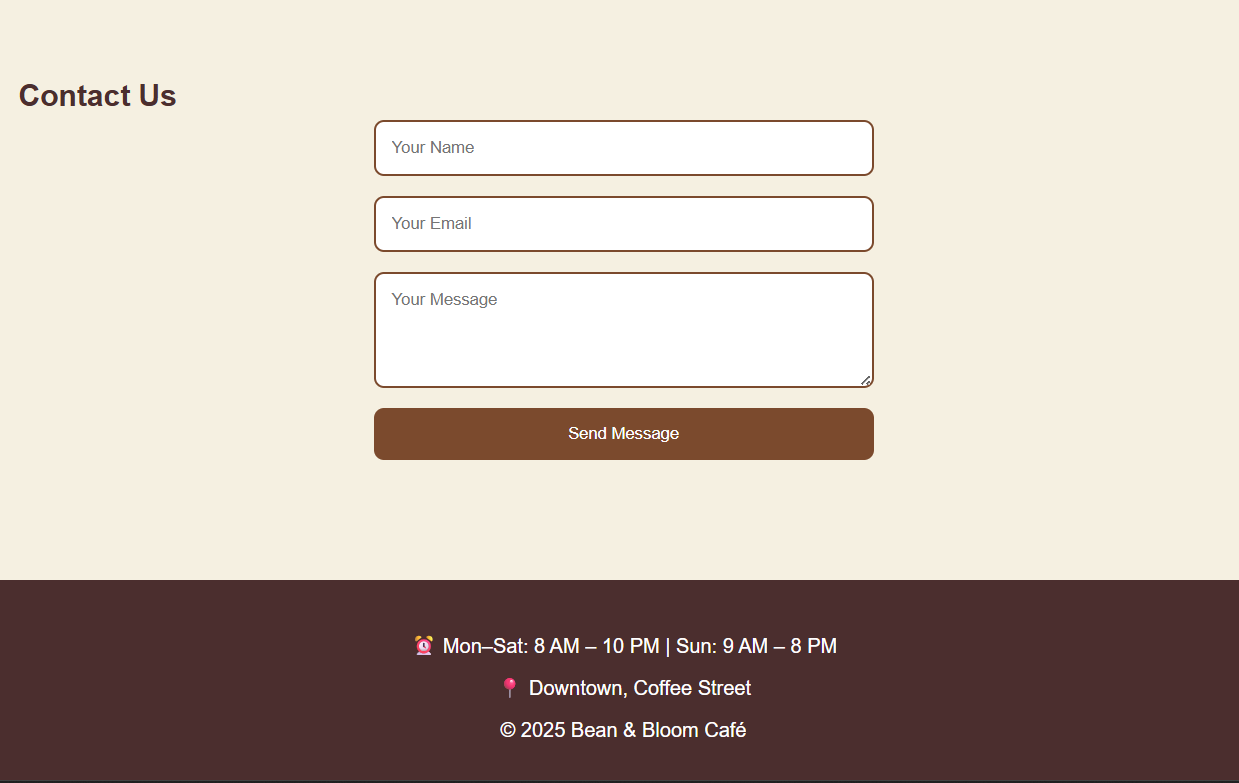 Contact Us
Your Name
Your Email
Your Message
Send Message
⏰ Mon–Sat: 8 AM – 10 PM | Sun: 9 AM – 8 PM
📍 Downtown, Coffee Street
© 2025 Bean & Bloom Café